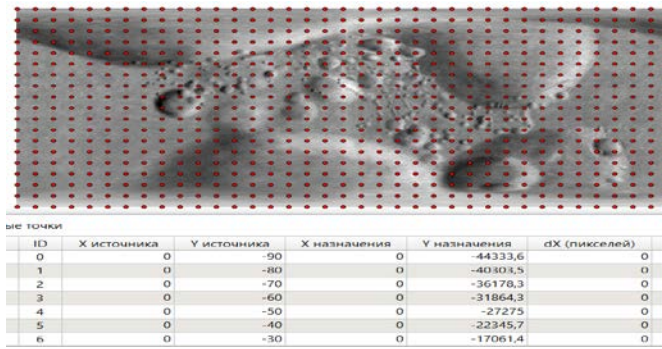 ые точки
ID X источника Y источника X назначения Y назначения dX (пикселей)
0 0 -90 0 -44333,6 0
1 0 -80 0 -40303,5 0
2 0 -70 0 -36178,3 0
3 0 -60 0 -31864,3 0
4 0 -50 0 -27275 0
5 0 -40 0 -22345,7 0
6 0 -30 0 -17061,4 0